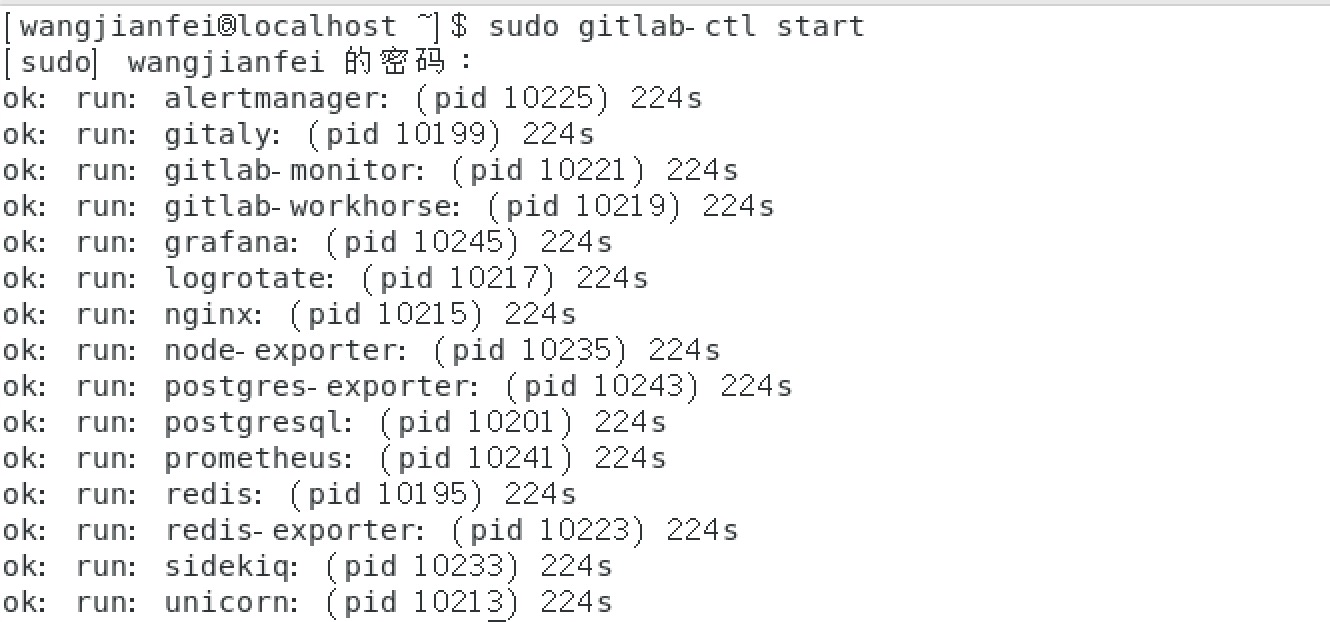 [wangjianfei@localhost ~]$ sudo gitlab-ctl start
[sudo] wangjianfei 的密码：
ok: run: alertmanager: (pid 10225) 224s
ok: run: gitaly: (pid 10199) 224s
ok: run: gitlab-monitor: (pid 10221) 224s
ok: run: gitlab-workhorse: (pid 10219) 224s
ok: run: grafana: (pid 10245) 224s
ok: run: logrotate: (pid 10217) 224s
ok: run: nginx: (pid 10215) 224s
ok: run: node-exporter: (pid 10235) 224s
ok: run: postgres-exporter: (pid 10243) 224s
ok: run: postgresql: (pid 10201) 224s
ok: run: prometheus: (pid 10241) 224s
ok: run: redis: (pid 10195) 224s
ok: run: redis-exporter: (pid 10223) 224s
ok: run: sidekiq: (pid 10233) 224s
ok: run: unicorn: (pid 10213) 224s